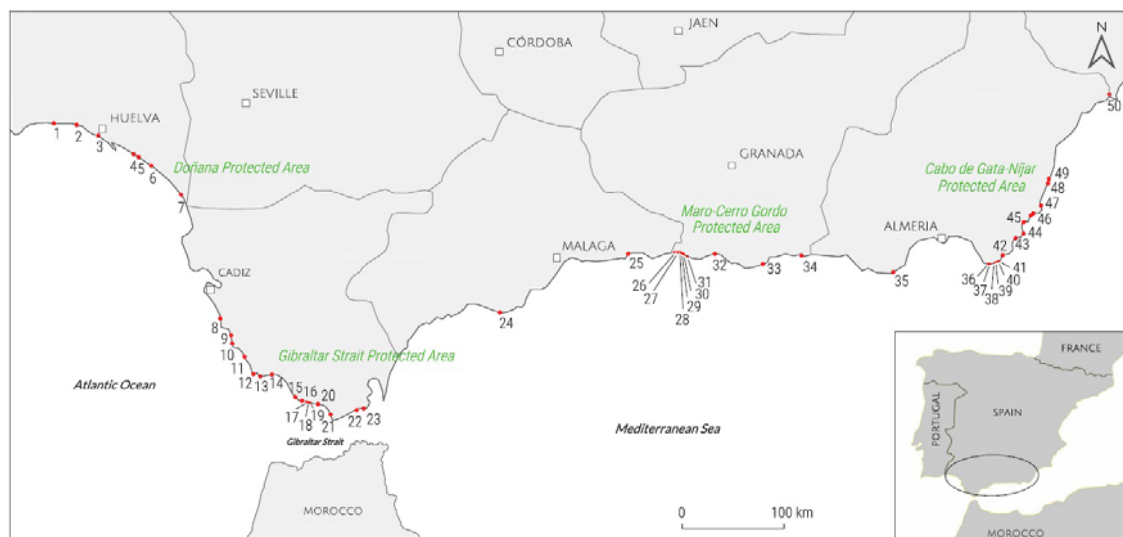 JAEN
CÓRDOBA
N
SEVILLE
HUELVA
50
1
2
3
45
6
7
Doñana Protected Area
GRANADA
Cabo de Gata-Níjar
Protected Area
49
48
47
46
45
44
43
42
Maro-Cerro Gordo
Protected Area
ALMERIA
MALAGA
CADIZ
25
26
27
28
29
30
31
32
33
34
35
36
37
38
39
40
41
24
8
9
10
11
12
13
14
15
16
17
18
19
20
21
22
23
Gibraltar Strait Protected Area
Atlantic Ocean
Gibraltar Strait
Mediterranean Sea
MOROCCO
0
100 km
FRANCE
PORTUGAL
SPAIN
MOROCCO